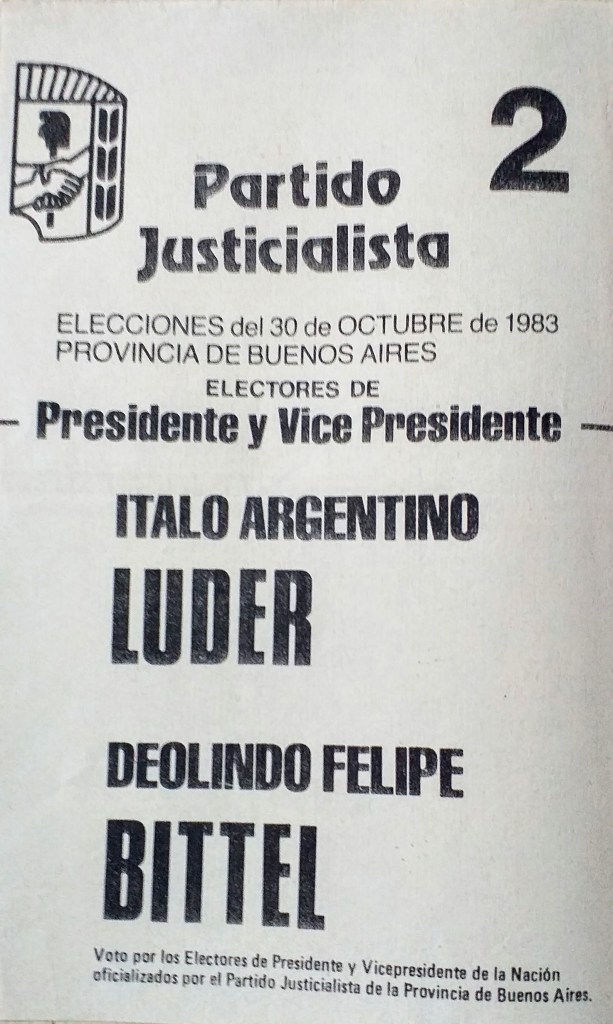 2
Partido
Justicialista
ELECCIONES del 30 de OCTUBRE de 1983
PROVINCIA DE BUENOS AIRES
ELECTORES DE
Presidente y Vice Presidente
ITALO ARGENTINO
LUDER
DEOLINDO FELIPE
BITTEL
Voto por los Electores de Presidente y Vicepresidente de la Nación
oficializados por el Partido Justicialista de la Provincia de Buenos Aires.